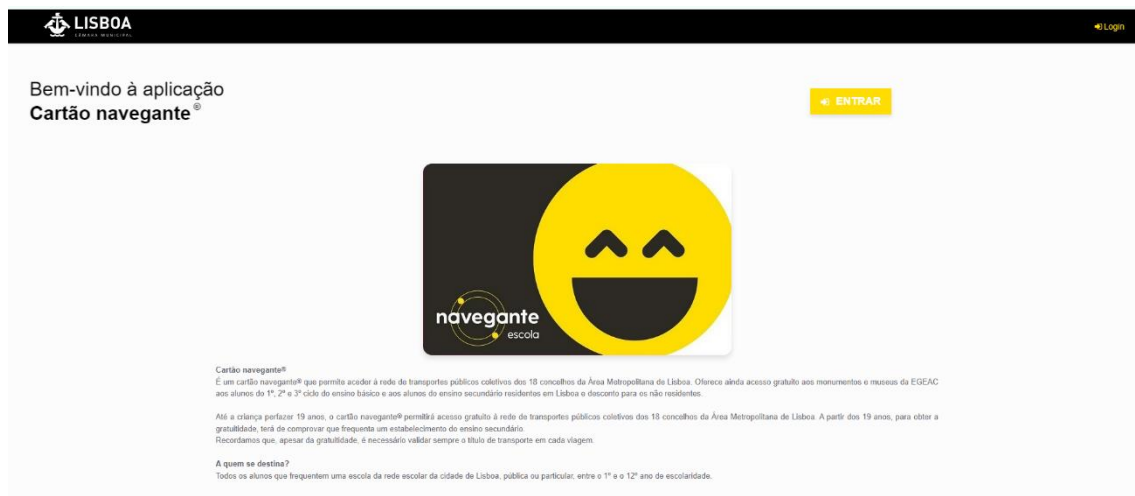 LISBOA
CÂMARA MUNICIPAL
Login
Bem-vindo à aplicação
Cartão navegante®
ENTRAR
navegante
escola
Cartão navegante®
É um cartão navegante® que permite aceder à rede de transportes públicos coletivos dos 18 concelhos da Área Metropolitana de Lisboa. Oferece ainda acesso gratuito aos monumentos e museus da EGEAC
aos alunos do 1º, 2º e 3º ciclo do ensino básico e aos alunos do ensino secundário residentes em Lisboa e desconto para os não residentes.
Até a criança perfazer 19 anos, o cartão navegante® permitirá acesso gratuito à rede de transportes públicos coletivos dos 18 concelhos da Área Metropolitana de Lisboa. A partir dos 19 anos, para obter a
gratuitidade, terá de comprovar que frequenta um estabelecimento do ensino secundário.
Recordamos que, apesar da gratuitidade, é necessário validar sempre o título de transporte em cada viagem.
A quem se destina?
Todos os alunos que frequentem uma escola da rede escolar da cidade de Lisboa, pública ou particular, entre o 1º e o 12º ano de escolaridade.